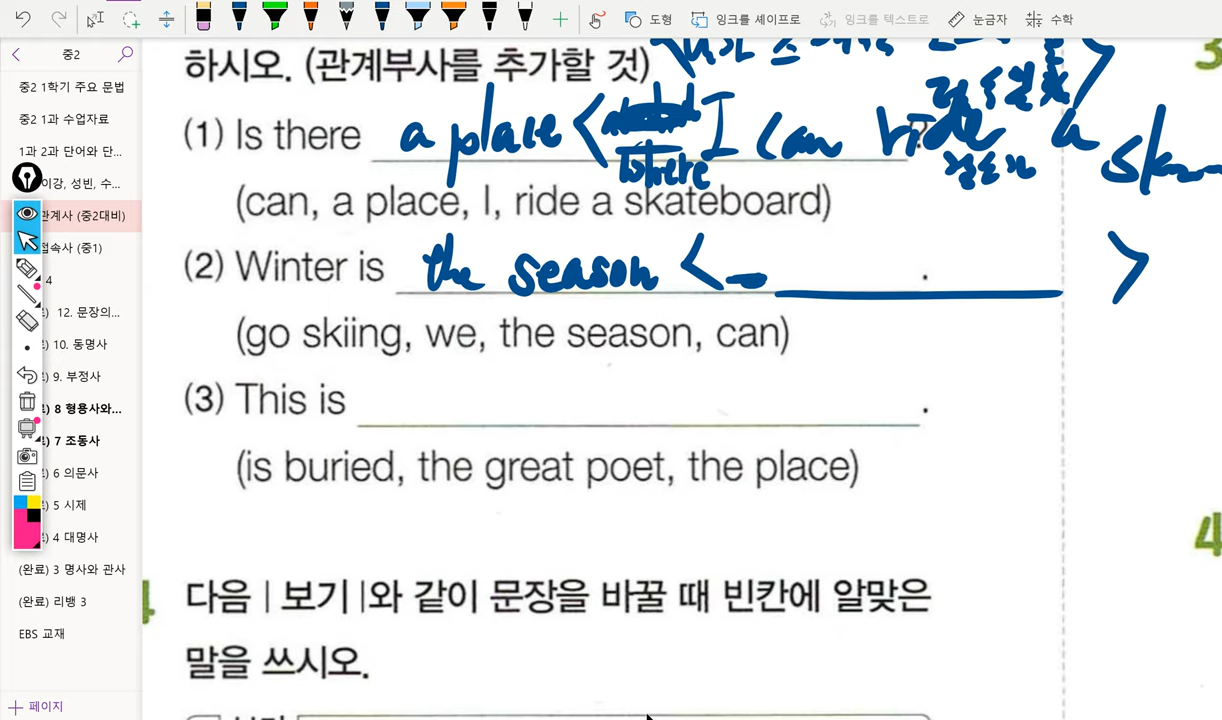 도형
잉크를 셰이프로
잉크를 텍스트로
눈금자
수학
중2
중2 1학기 주요 문법
중2 1과 수업자료
1과 2과 단어와 단...
이강, 성빈, 수...
관계사 (중2대비)
접속사 (중1)
4
12. 문장의...
) 10. 동명사
) 9. 부정사
) 8 형용사와...
) 7 조동사
) 6 의문사
) 5 시제
) 4 대명사
(완료) 3 명사와 관사
(완료) 리뱅 3
EBS 교재
페이지
하시오. (관계부사를 추가할 것)
(1) Is there a place < where I can ride a
(can, a place, I, ride a skateboard)
(2) Winter is the season < >.
(go skiing, we, the season, can)
(3) This is .
(is buried, the great poet, the place)
다음 | 보기 |와 같이 문장을 바꿀 때 빈칸에 알맞은
말을 쓰시오.
3
4